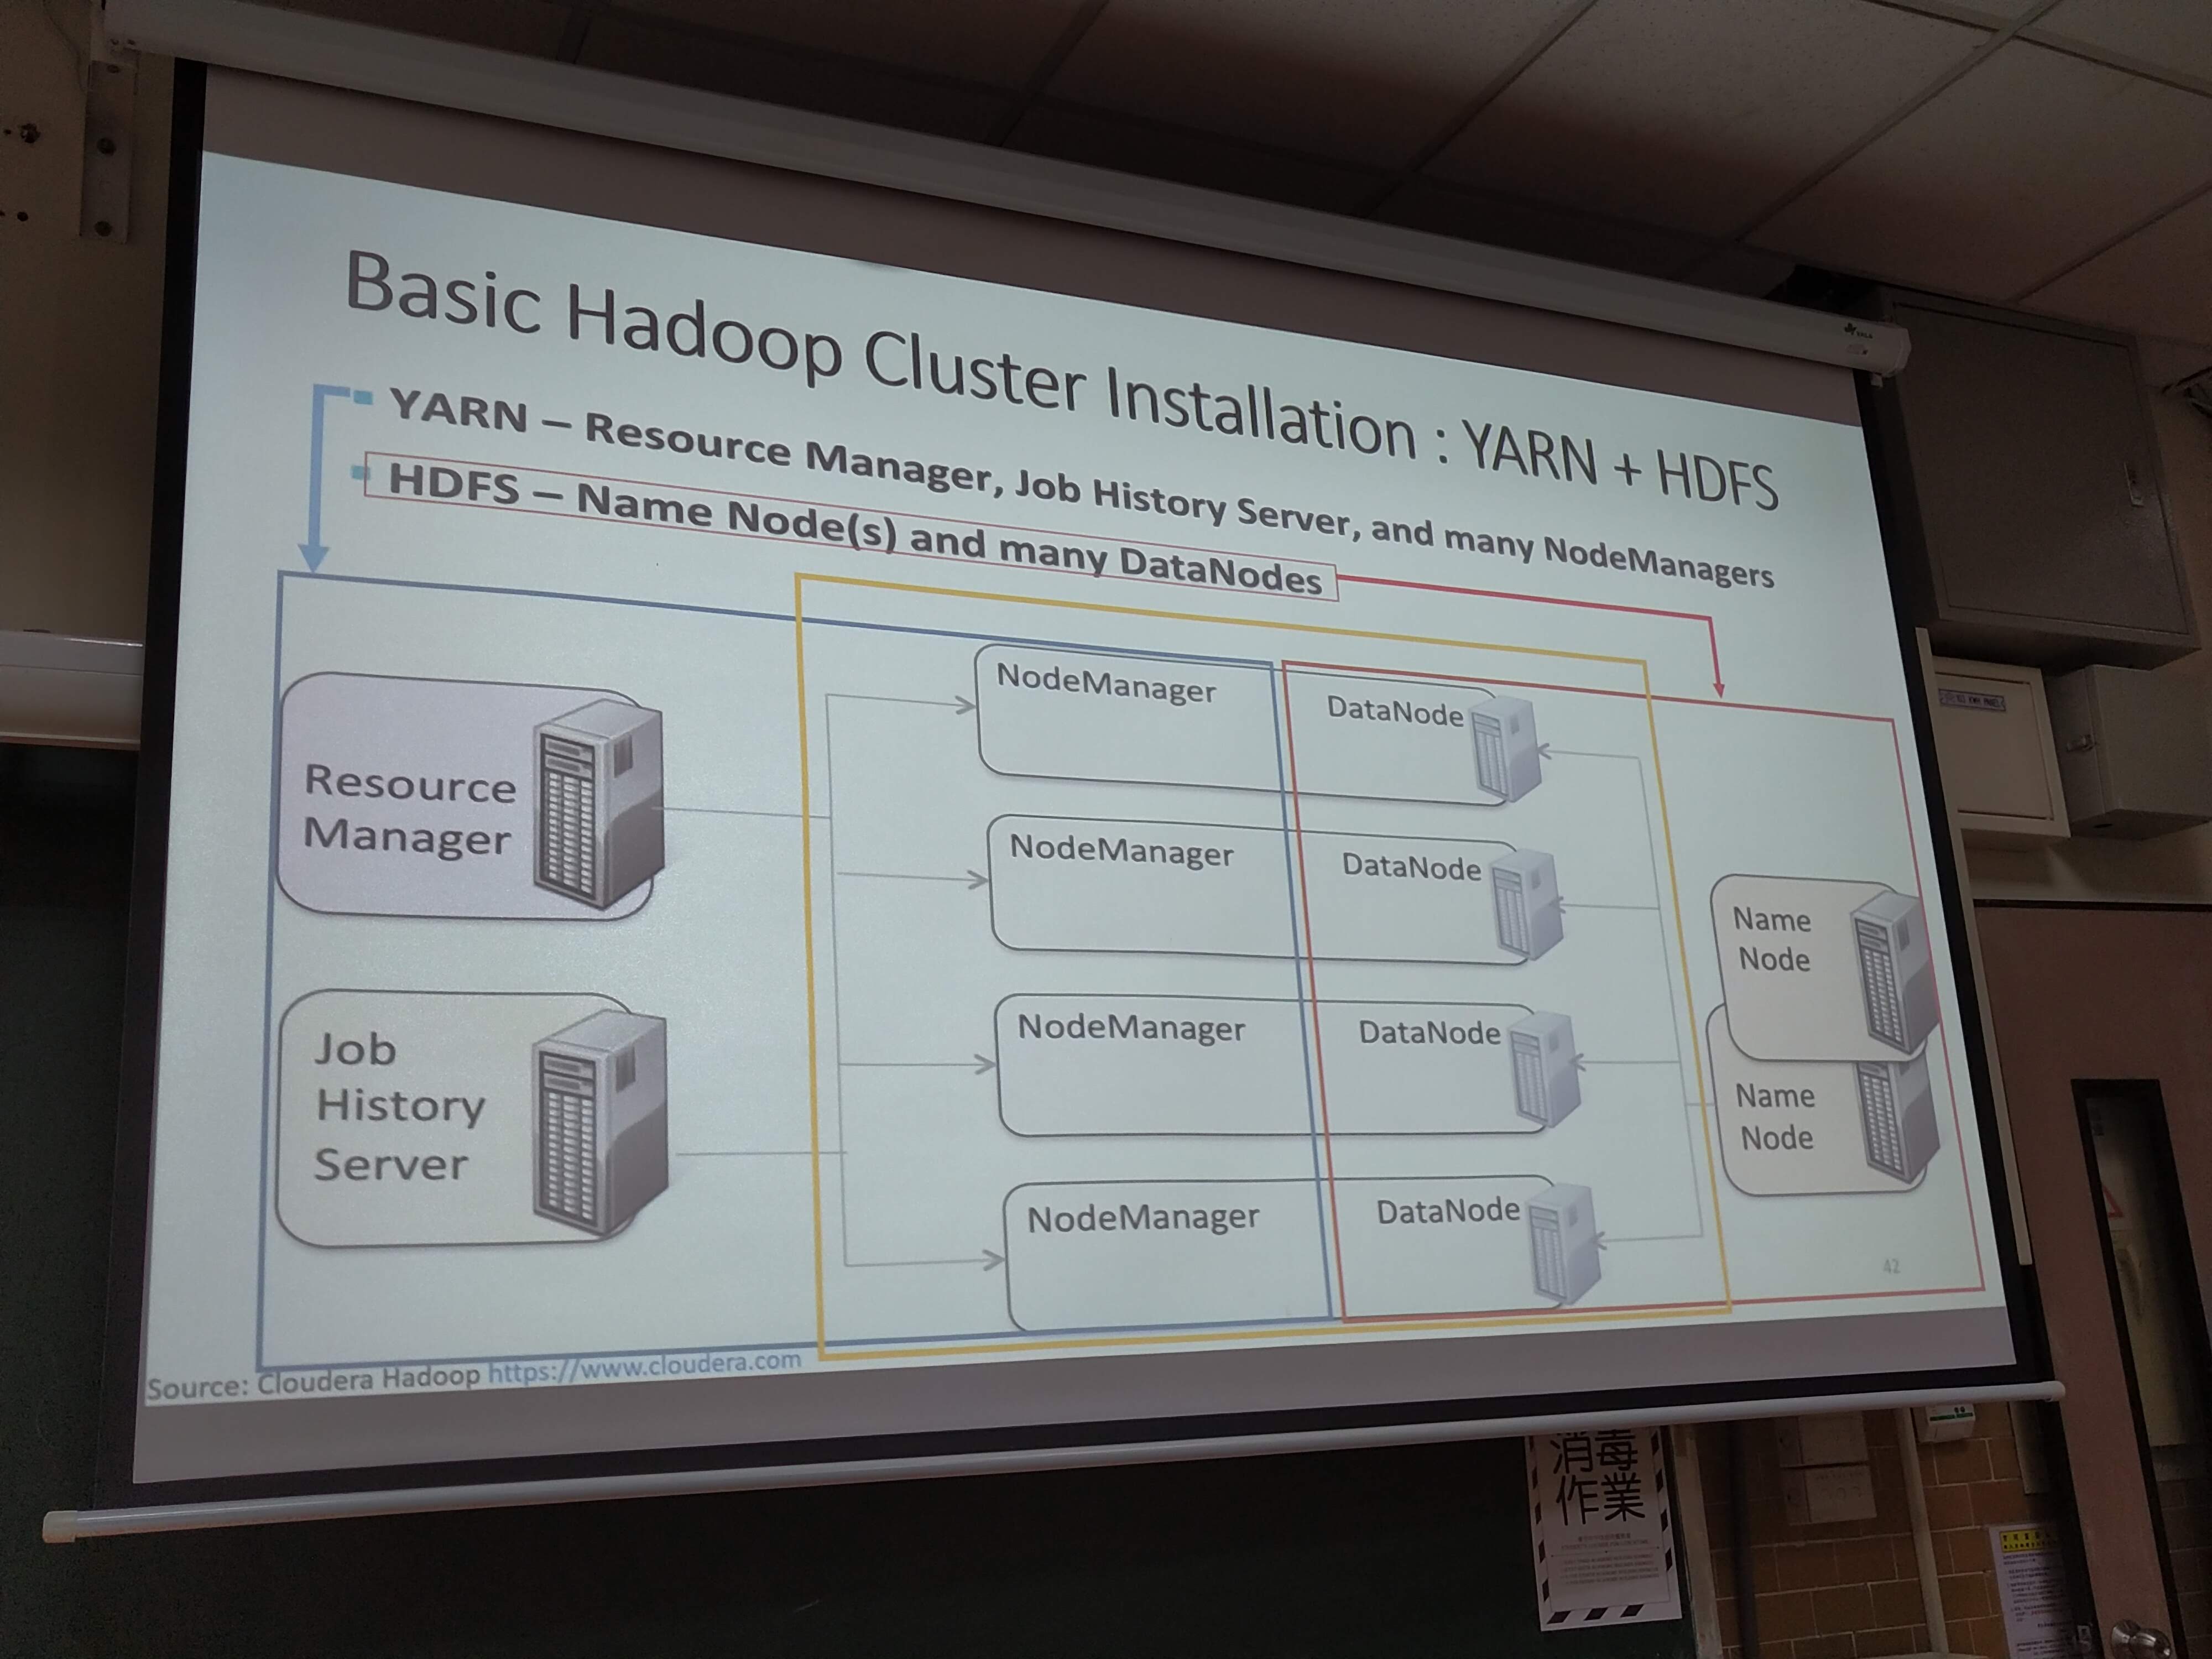 Basic Hadoop Cluster Installation : YARN + HDFS
YARN – Resource Manager, Job History Server, and many NodeManagers
HDFS – Name Node(s) and many DataNodes
Resource
Manager
Job
History
Server
NodeManager
DataNode
NodeManager
DataNode
NodeManager
DataNode
NodeManager
DataNode
Name
Node
Name
Node
42
Source: Cloudera Hadoop https://www.cloudera.com
消毒
作業